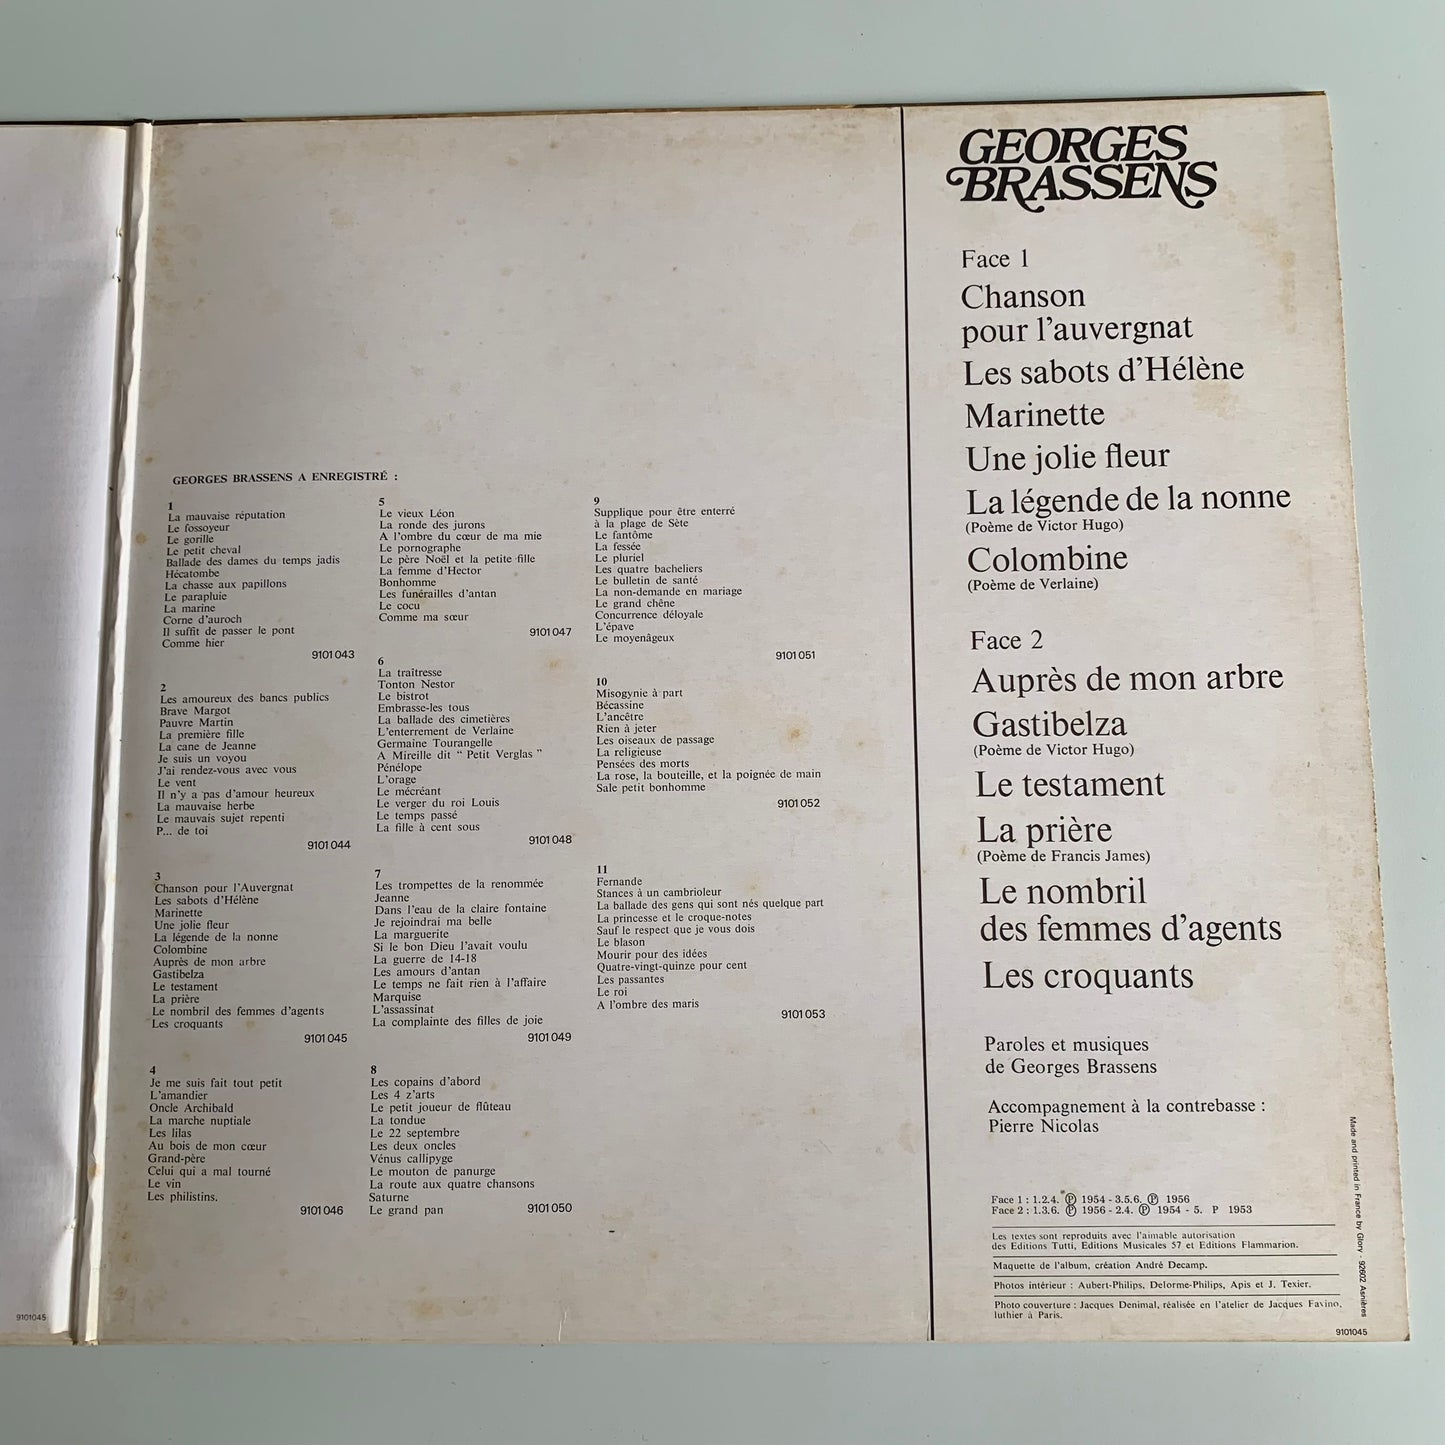 GEORGES BRASSENS A ENREGISTRÉ :
1
La mauvaise réputation
Le fossoyeur
Le gorille
Le petit cheval
Ballade des dames du temps jadis
Hécatombe
La chasse aux papillons
Le parapluie
La marine
Corne d'auroch
Il suffit de passer le pont
Comme hier
9101 043
2
Les amoureux des bancs publics
Brave Margot
Pauvre Martin
La première fille
La cane de Jeanne
Je suis un voyou
J'ai rendez-vous avec vous
Le vent
Il n'y a pas d'amour heureux
La mauvaise herbe
Le mauvais sujet repenti
P... de toi
9101 044
3
Chanson pour l'Auvergnat
Les sabots d'Hélène
Marinette
Une jolie fleur
La légende de la nonne
Colombine
Auprès de mon arbre
Gastibelza
Le testament
La prière
Le nombril des femmes d'agents
Les croquants
9101 045
4
Je me suis fait tout petit
L'amandier
Oncle Archibald
La marche nuptiale
Les lilas
Au bois de mon cœur
Grand-père
Celui qui a mal tourné
Le vin
Les philistins.
9101 046
5
Le vieux Léon
La ronde des jurons
A l'ombre du cœur de ma mie
Le pornographe
Le père Noël et la petite fille
La femme d'Hector
Bonhomme
Les funérailles d'antan
Le cocu
Comme ma sœur
9101 047
6
La traîtresse
Tonton Nestor
Le bistrot
Embrasse-les tous
La ballade des cimetières
L'enterrement de Verlaine
Germaine Tourangelle
A Mireille dit " Petit Verglas "
Pénélope
L'orage
Le mécréant
Le verger du roi Louis
Le temps passé
La fille à cent sous
9101 048
7
Les trompettes de la renommée
Jeanne
Dans l'eau de la claire fontaine
Je rejoindrai ma belle
La marguerite
Si le bon Dieu l'avait voulu
La guerre de 14-18
Les amours d'antan
Le temps ne fait rien à l'affaire
Marquise
L'assassinat
La complainte des filles de joie
9101 049
8
Les copains d'abord
Les 4 z'arts
Le petit joueur de flûteau
La tondue
Le 22 septembre
Les deux oncles
Vénus callipyge
Le mouton de panurge
La route aux quatre chansons
Saturne
Le grand pan
9101 050
9
Supplique pour être enterré
à la plage de Sète
Le fantôme
La fessée
Le pluriel
Les quatre bacheliers
Le bulletin de santé
La non-demande en mariage
Le grand chêne
Concurrence déloyale
L'épave
Le moyenâgeux
9101 051
10
Misogynie à part
Bécassine
L'ancêtre
Rien à jeter
Les oiseaux de passage
La religieuse
Pensées des morts
La rose, la bouteille, et la poignée de main
Sale petit bonhomme
9101 052
11
Fernande
Stances à un cambrioleur
La ballade des gens qui sont nés quelque part
La princesse et le croque-notes
Sauf le respect que je vous dois
Le blason
Mourir pour des idées
Quatre-vingt-quinze pour cent
Les passantes
Le roi
A l'ombre des maris
9101 053
9101045
GEORGES
BRASSENS
Face 1
Chanson
pour l'auvergnat
Les sabots d'Hélène
Marinette
Une jolie fleur
La légende de la nonne
(Poème de Victor Hugo)
Colombine
(Poème de Verlaine)
Face 2
Auprès de mon arbre
Gastibelza
(Poème de Victor Hugo)
Le testament
La prière
(Poème de Francis James)
Le nombril
des femmes d'agents
Les croquants
Paroles et musiques
de Georges Brassens
Accompagnement à la contrebasse :
Pierre Nicolas
Face 1 : 1.2.4. Ⓟ 1954 - 3.5.6. Ⓟ 1956
Face 2 : 1.3.6. Ⓟ 1956 - 2.4. Ⓟ 1954 - 5. P 1953
Les textes sont reproduits avec l'aimable autorisation
des Editions Tutti, Editions Musicales 57 et Editions Flammarion.
Maquette de l'album, création André Decamp.
Photos intérieur : Aubert-Philips, Delorme-Philips, Apis et J. Texier.
Photo couverture : Jacques Denimal, réalisée en l'atelier de Jacques Favino,
luthier à Paris.
Made and printed in France by Glory - 92602 Asnières
9101045